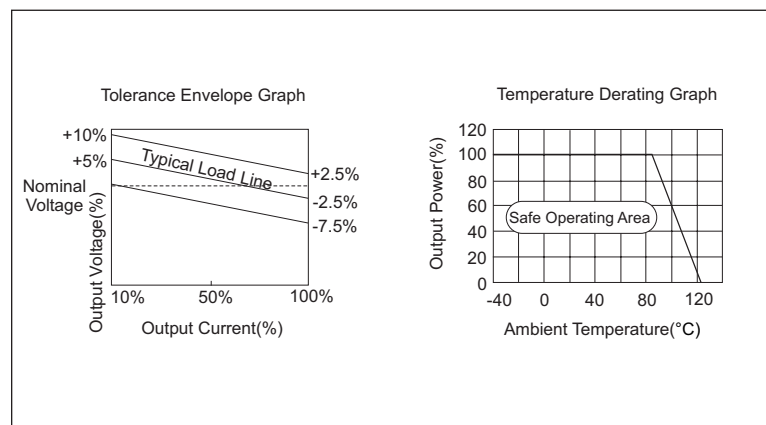 Tolerance Envelope Graph
+10%
+5%
Nominal
Voltage
Output Voltage(%)
Typical Load Line
+2.5%
-2.5%
-7.5%
10%
50%
100%
Output Current(%)
Temperature Derating Graph
Output Power(%)
120
100
80
60
40
20
0
Safe Operating Area
-40
0
40
80
120
Ambient Temperature(°C)